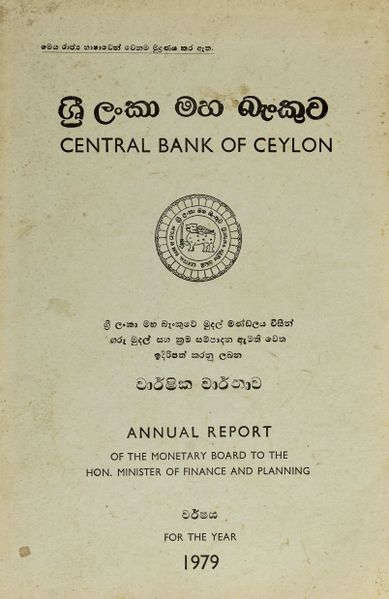 මෙය රාජ්‍ය භාෂාවෙන් වෙනම මුද්‍රණය කර ඇත.
ශ්‍රී ලංකා මහ බැංකුව
CENTRAL BANK OF CEYLON
ශ්‍රී ලංකා මහ බැංකුවේ මුදල් මණ්ඩලය විසින්
ගරු මුදල් සහ ක්‍රම සම්පාදන ඇමති වෙත
ඉදිරිපත් කරනු ලබන
වාර්ෂික වාර්තාව
ANNUAL REPORT
OF THE MONETARY BOARD TO THE
HON. MINISTER OF FINANCE AND PLANNING
වර්ෂය
FOR THE YEAR
1979